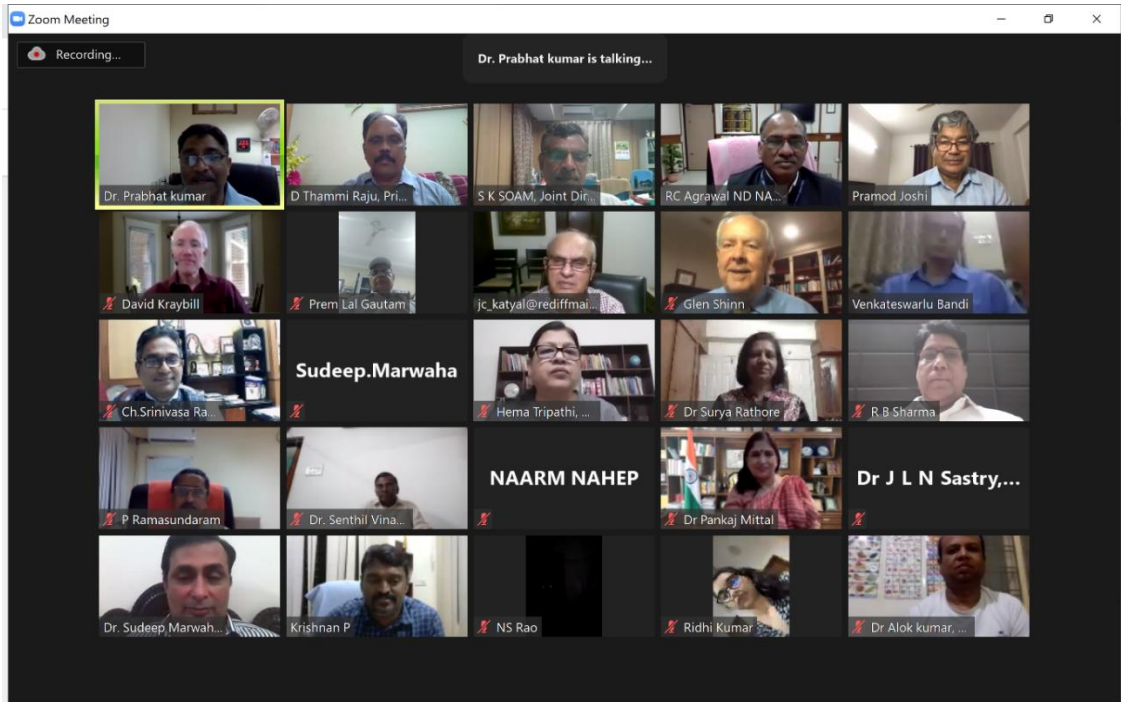 Zoom Meeting
Recording...
Dr. Prabhat kumar is talking...
Dr. Prabhat kumar
D Thammi Raju, Pri...
S K SOAM, Joint Dir...
RC Agrawal ND NA...
Pramod Joshi
David Kraybill
Prem Lal Gautam
jc_katyal@rediffmai...
Glen Shinn
Venkateswarlu Bandi
Ch.Srinivasa Ra...
Sudeep.Marwaha
Hema Tripathi, ...
Dr Surya Rathore
R B Sharma
P Ramasundaram
Dr. Senthil Vina...
NAARM NAHEP
Dr Pankaj Mittal
Dr J L N Sastry,...
Dr. Sudeep Marwah...
Krishnan P
NS Rao
Ridhi Kumar
Dr Alok kumar, ...